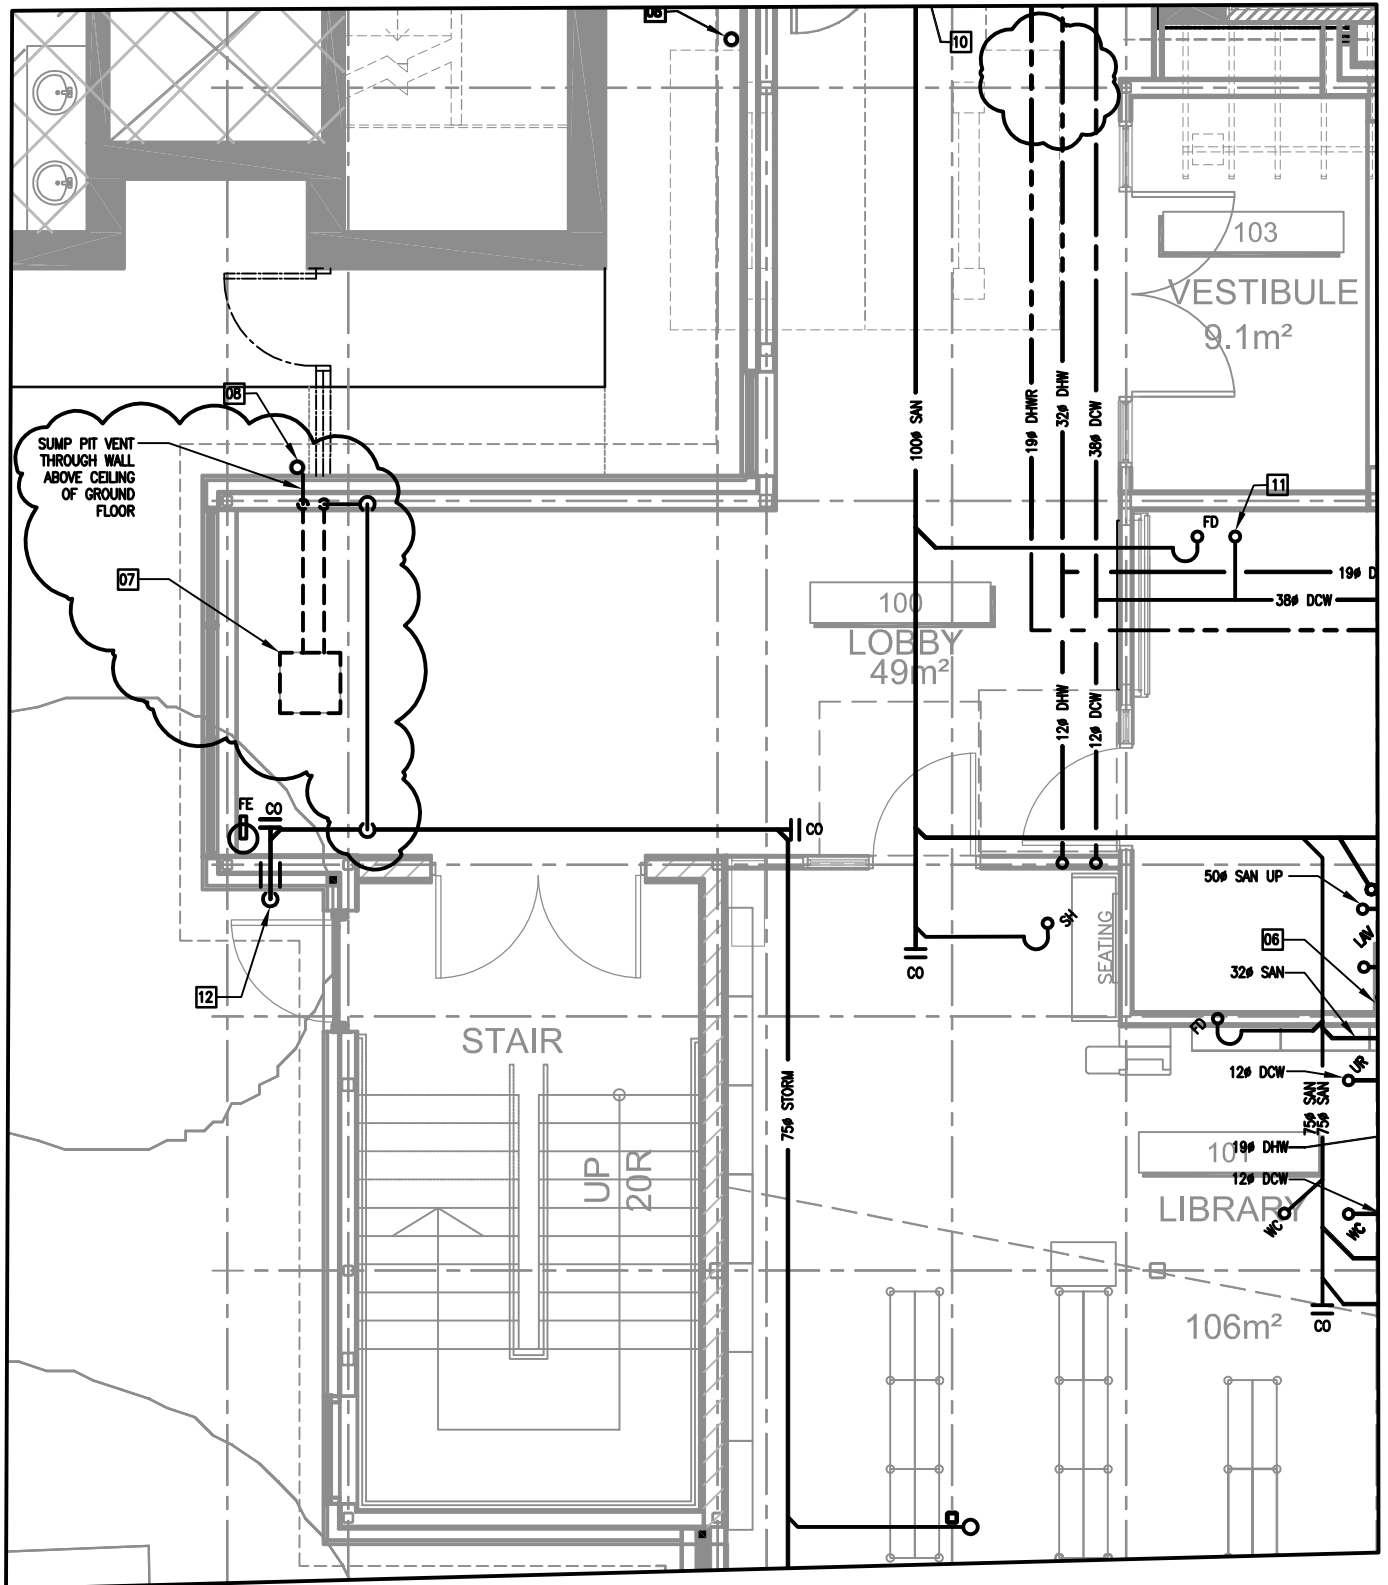 08
10
103
VESTIBULE
9.1m²
08
SUMP PIT VENT
THROUGH WALL
ABOVE CEILING
OF GROUND
FLOOR
100ø SAN
19ø DHWR
32ø DHW
38ø DCW
11
FD
07
19ø D
38ø DCW
100
LOBBY
49m²
12ø DHW
12ø DCW
FE
CO
CO
50ø SAN UP
LAV
SH
SEATING
06
CO
32ø SAN
12
FD
STAIR
UR
12ø DCW
75ø STORM
75ø SAN
75ø SAN
UP
20R
101
19ø DHW
12ø DCW
LIBRARY
WC
WC
106m²
CO